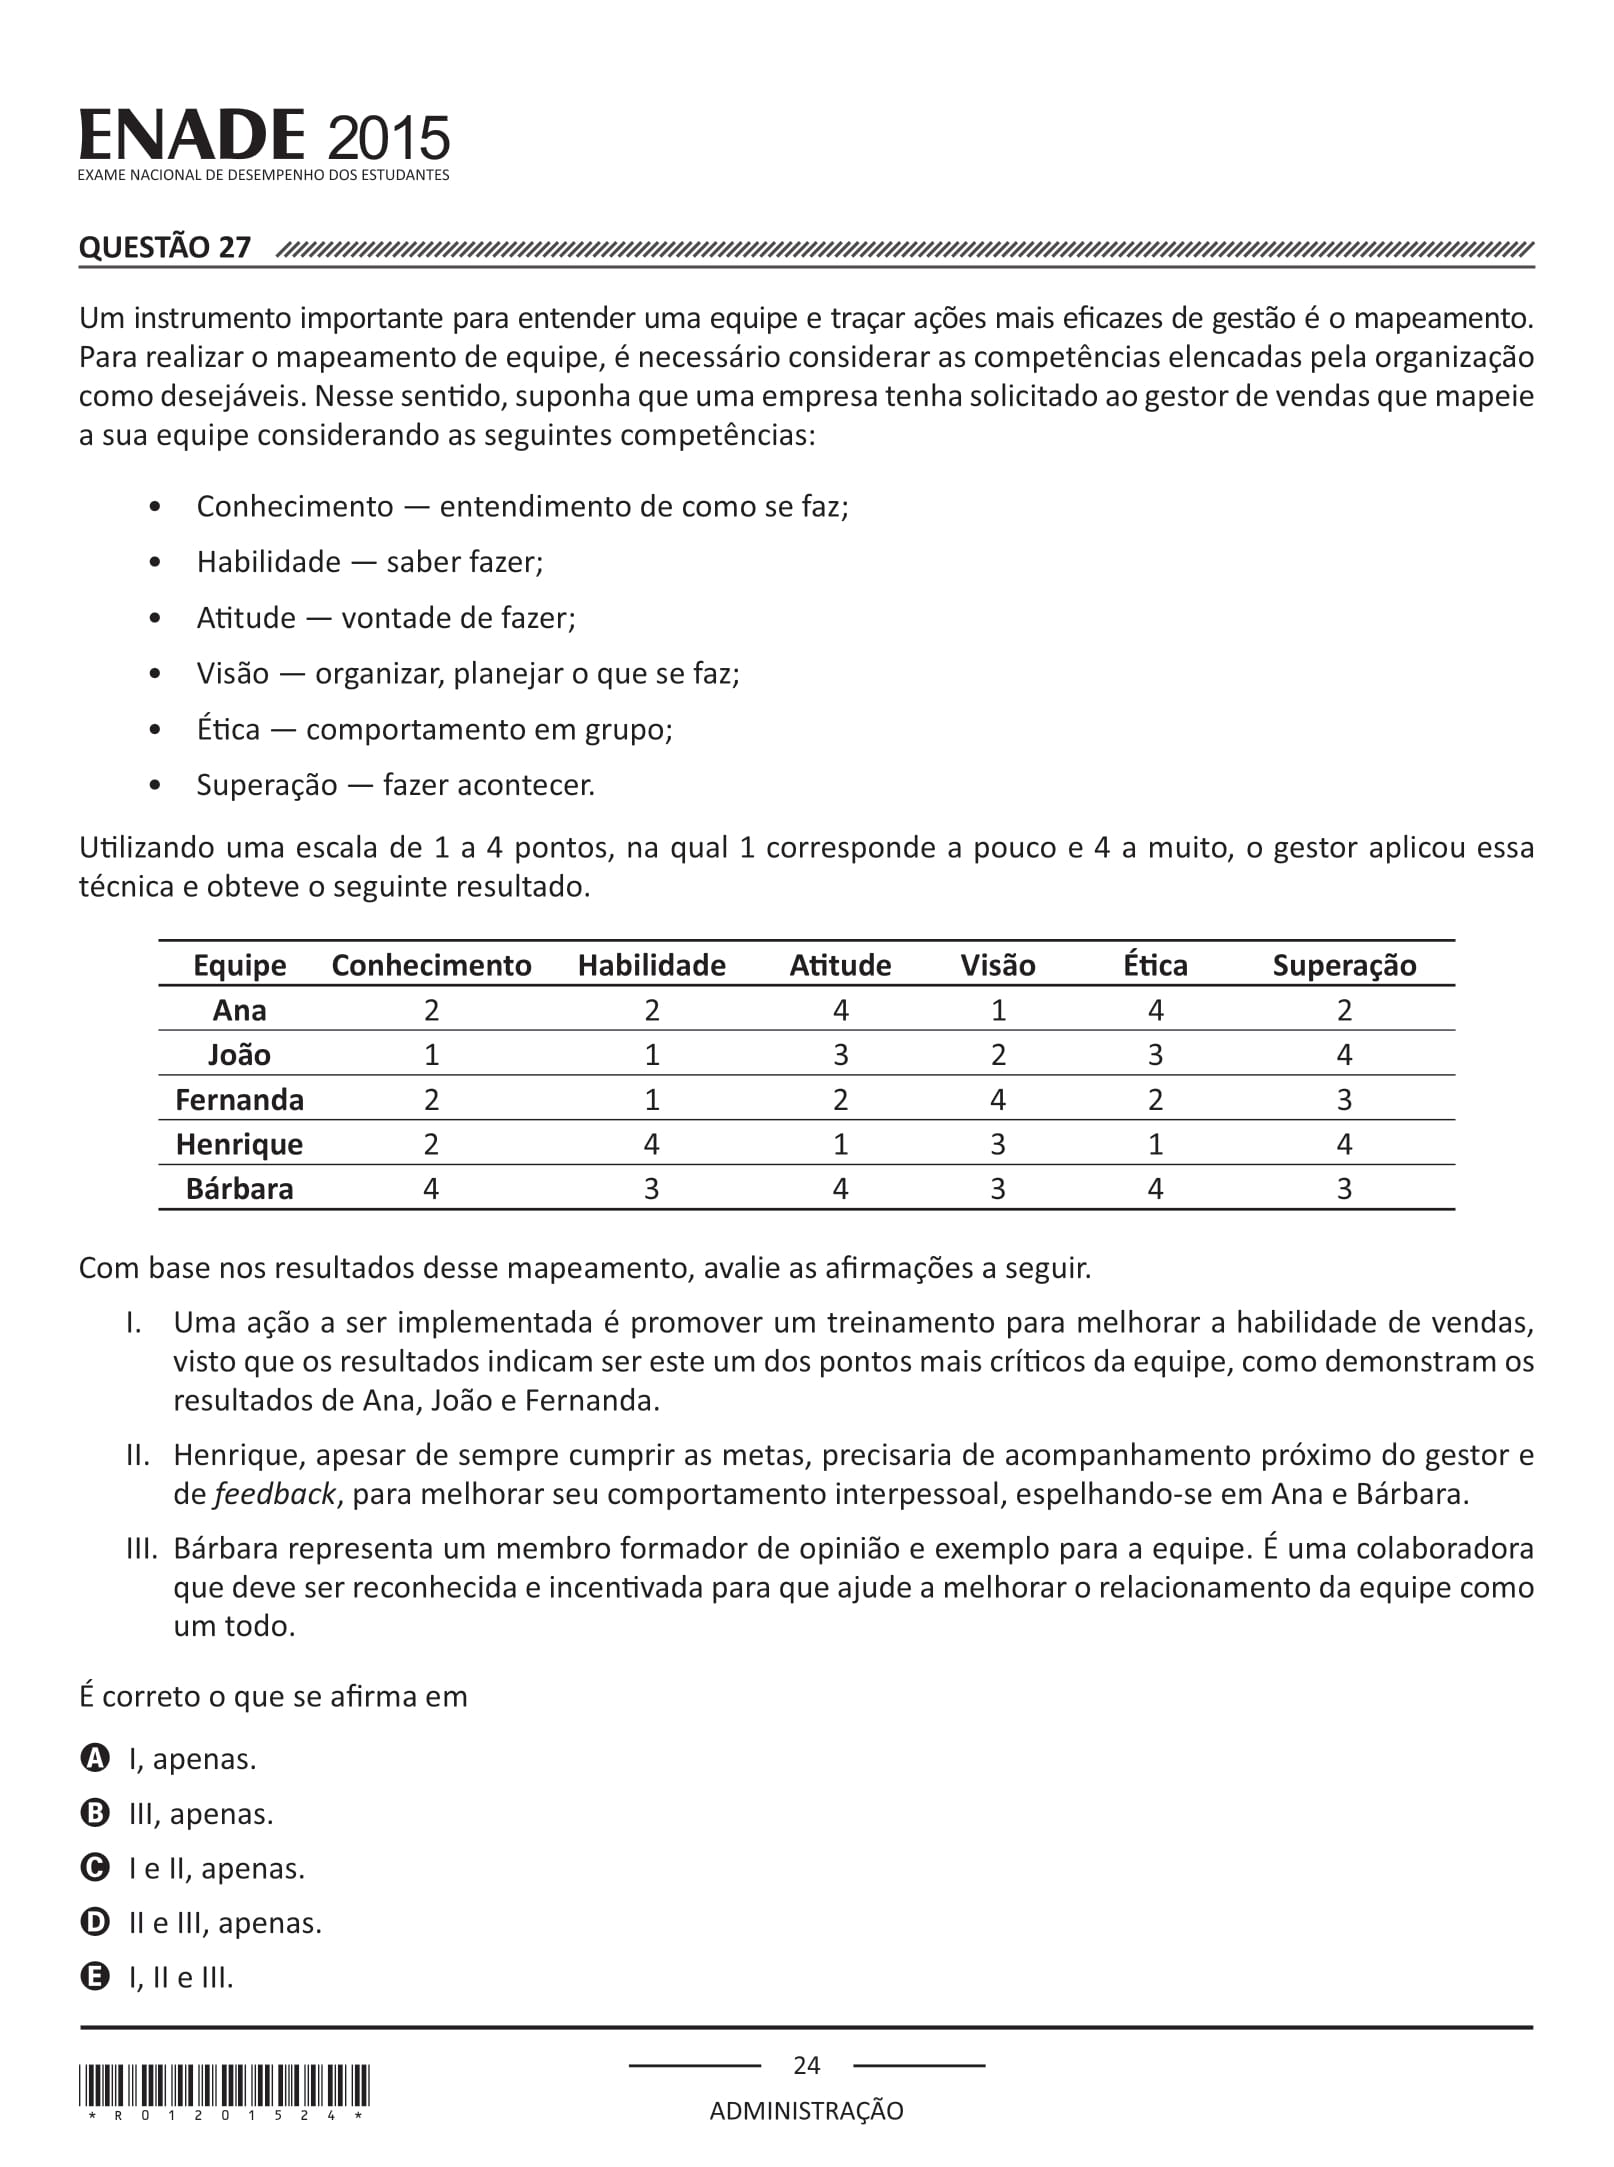 ENADE 2015
EXAME NACIONAL DE DESEMPENHO DOS ESTUDANTES
QUESTÃO 27
Um instrumento importante para entender uma equipe e traçar ações mais eficazes de gestão é o mapeamento.
Para realizar o mapeamento de equipe, é necessário considerar as competências elencadas pela organização
como desejáveis. Nesse sentido, suponha que uma empresa tenha solicitado ao gestor de vendas que mapeie
a sua equipe considerando as seguintes competências:
• Conhecimento — entendimento de como se faz;
• Habilidade — saber fazer;
• Atitude — vontade de fazer;
• Visão — organizar, planejar o que se faz;
• Ética — comportamento em grupo;
• Superação — fazer acontecer.
Utilizando uma escala de 1 a 4 pontos, na qual 1 corresponde a pouco e 4 a muito, o gestor aplicou essa
técnica e obteve o seguinte resultado.
Equipe Conhecimento Habilidade Atitude Visão Ética Superação
Ana 2 2 4 1 4 2
João 1 1 3 2 3 4
Fernanda 2 1 2 4 2 3
Henrique 2 4 1 3 1 4
Bárbara 4 3 4 3 4 3
Com base nos resultados desse mapeamento, avalie as afirmações a seguir.
I. Uma ação a ser implementada é promover um treinamento para melhorar a habilidade de vendas,
visto que os resultados indicam ser este um dos pontos mais críticos da equipe, como demonstram os
resultados de Ana, João e Fernanda.
II. Henrique, apesar de sempre cumprir as metas, precisaria de acompanhamento próximo do gestor e
de feedback, para melhorar seu comportamento interpessoal, espelhando-se em Ana e Bárbara.
III. Bárbara representa um membro formador de opinião e exemplo para a equipe. É uma colaboradora
que deve ser reconhecida e incentivada para que ajude a melhorar o relacionamento da equipe como
um todo.
É correto o que se afirma em
A I, apenas.
B III, apenas.
C I e II, apenas.
D II e III, apenas.
E I, II e III.
24
ADMINISTRAÇÃO
* R 0 1 2 0 1 5 2 4 *